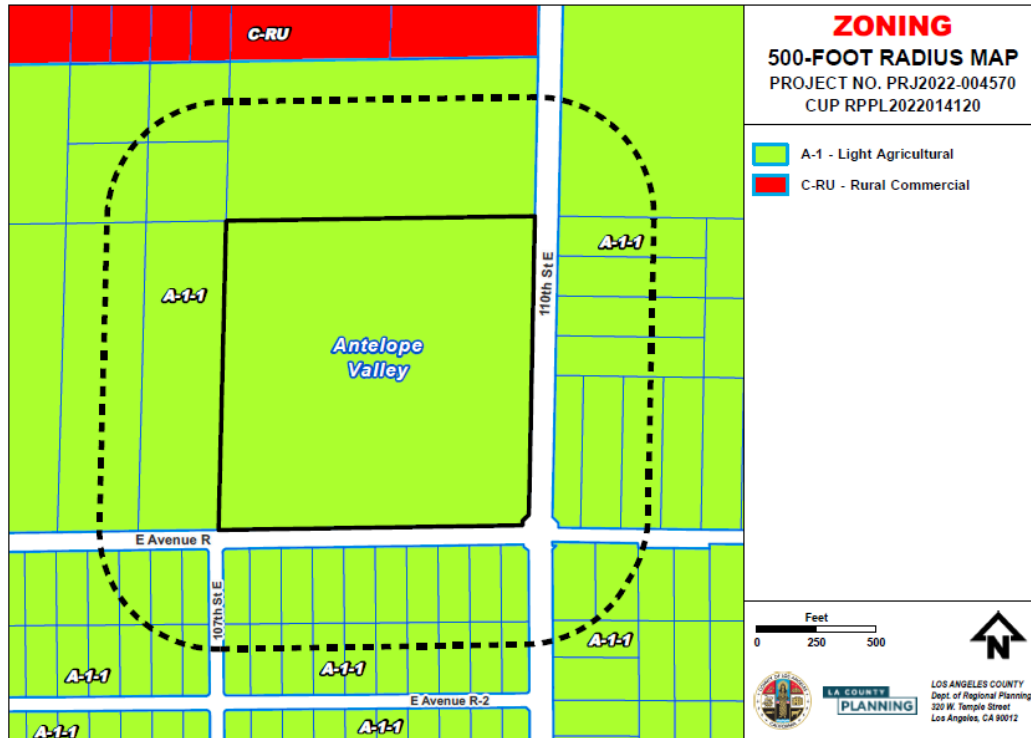 C-RU
A-1-1
A-1-1
Antelope
Valley
110th St E
E Avenue R
107th St E
A-1-1
A-1-1
A-1-1
E Avenue R-2
A-1-1
A-1-1
ZONING
500-FOOT RADIUS MAP
PROJECT NO. PRJ2022-004570
CUP RPPL2022014120
A-1 - Light Agricultural
C-RU - Rural Commercial
Feet
0 250 500
N
LA COUNTY
PLANNING
LOS ANGELES COUNTY
Dept. of Regional Planning
320 W. Temple Street
Los Angeles, CA 90012